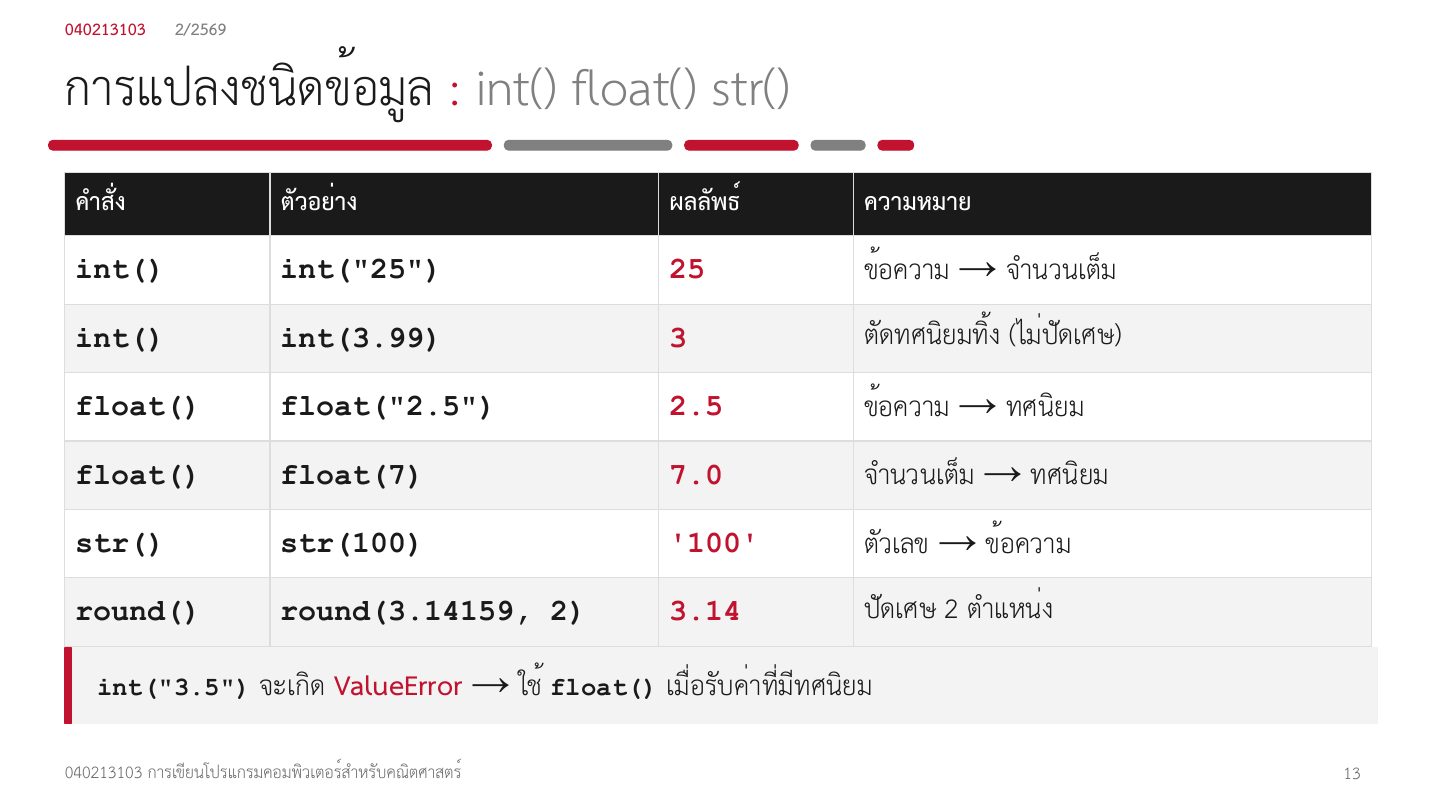 040213103 2/2569
การแปลงชนิดข้อมูล : int() float() str()
คำสั่ง ตัวอย่าง ผลลัพธ์ ความหมาย
int() int("25") 25 ข้อความ ⟶ จำนวนเต็ม
int() int(3.99) 3 ตัดทศนิยมทิ้ง (ไม่ปัดเศษ)
float() float("2.5") 2.5 ข้อความ ⟶ ทศนิยม
float() float(7) 7.0 จำนวนเต็ม ⟶ ทศนิยม
str() str(100) '100' ตัวเลข ⟶ ข้อความ
round() round(3.14159, 2) 3.14 ปัดเศษ 2 ตำแหน่ง
int("3.5") จะเกิด ValueError ⟶ ใช้ float() เมื่อรับค่าที่มีทศนิยม
040213103 การเขียนโปรแกรมคอมพิวเตอร์สำหรับคณิตศาสตร์ 13